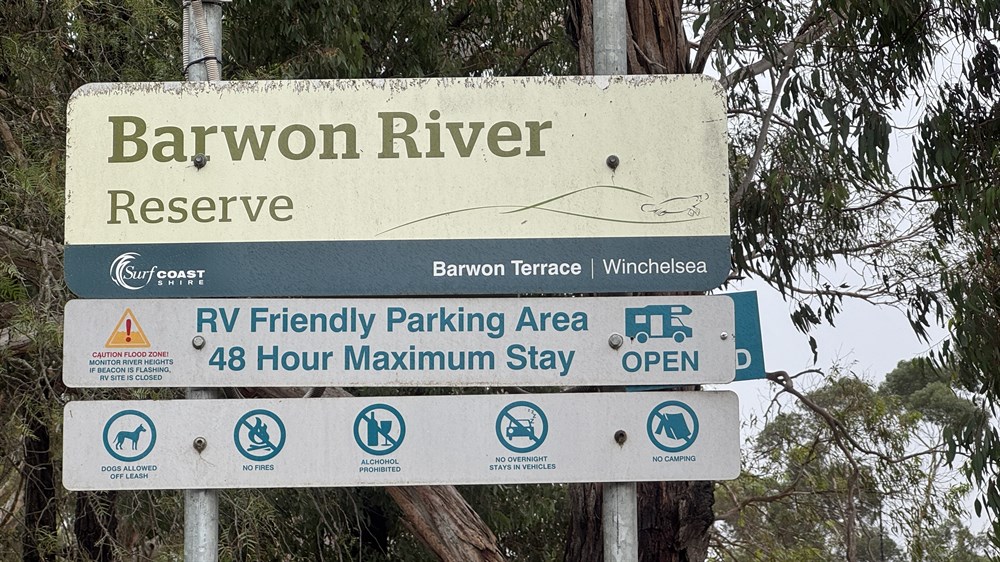 Barwon River
Reserve
Surf COAST
SHIRE
Barwon Terrace | Winchelsea
CAUTION FLOOD ZONE!
MONITOR RIVER HEIGHTS
IF BEACON IS FLASHING,
RV SITE IS CLOSED
RV Friendly Parking Area
48 Hour Maximum Stay
OPEN
D
DOGS ALLOWED
OFF LEASH
NO FIRES
ALCHOHOL
PROHIBITED
NO OVERNIGHT
STAYS IN VEHICLES
NO CAMPING